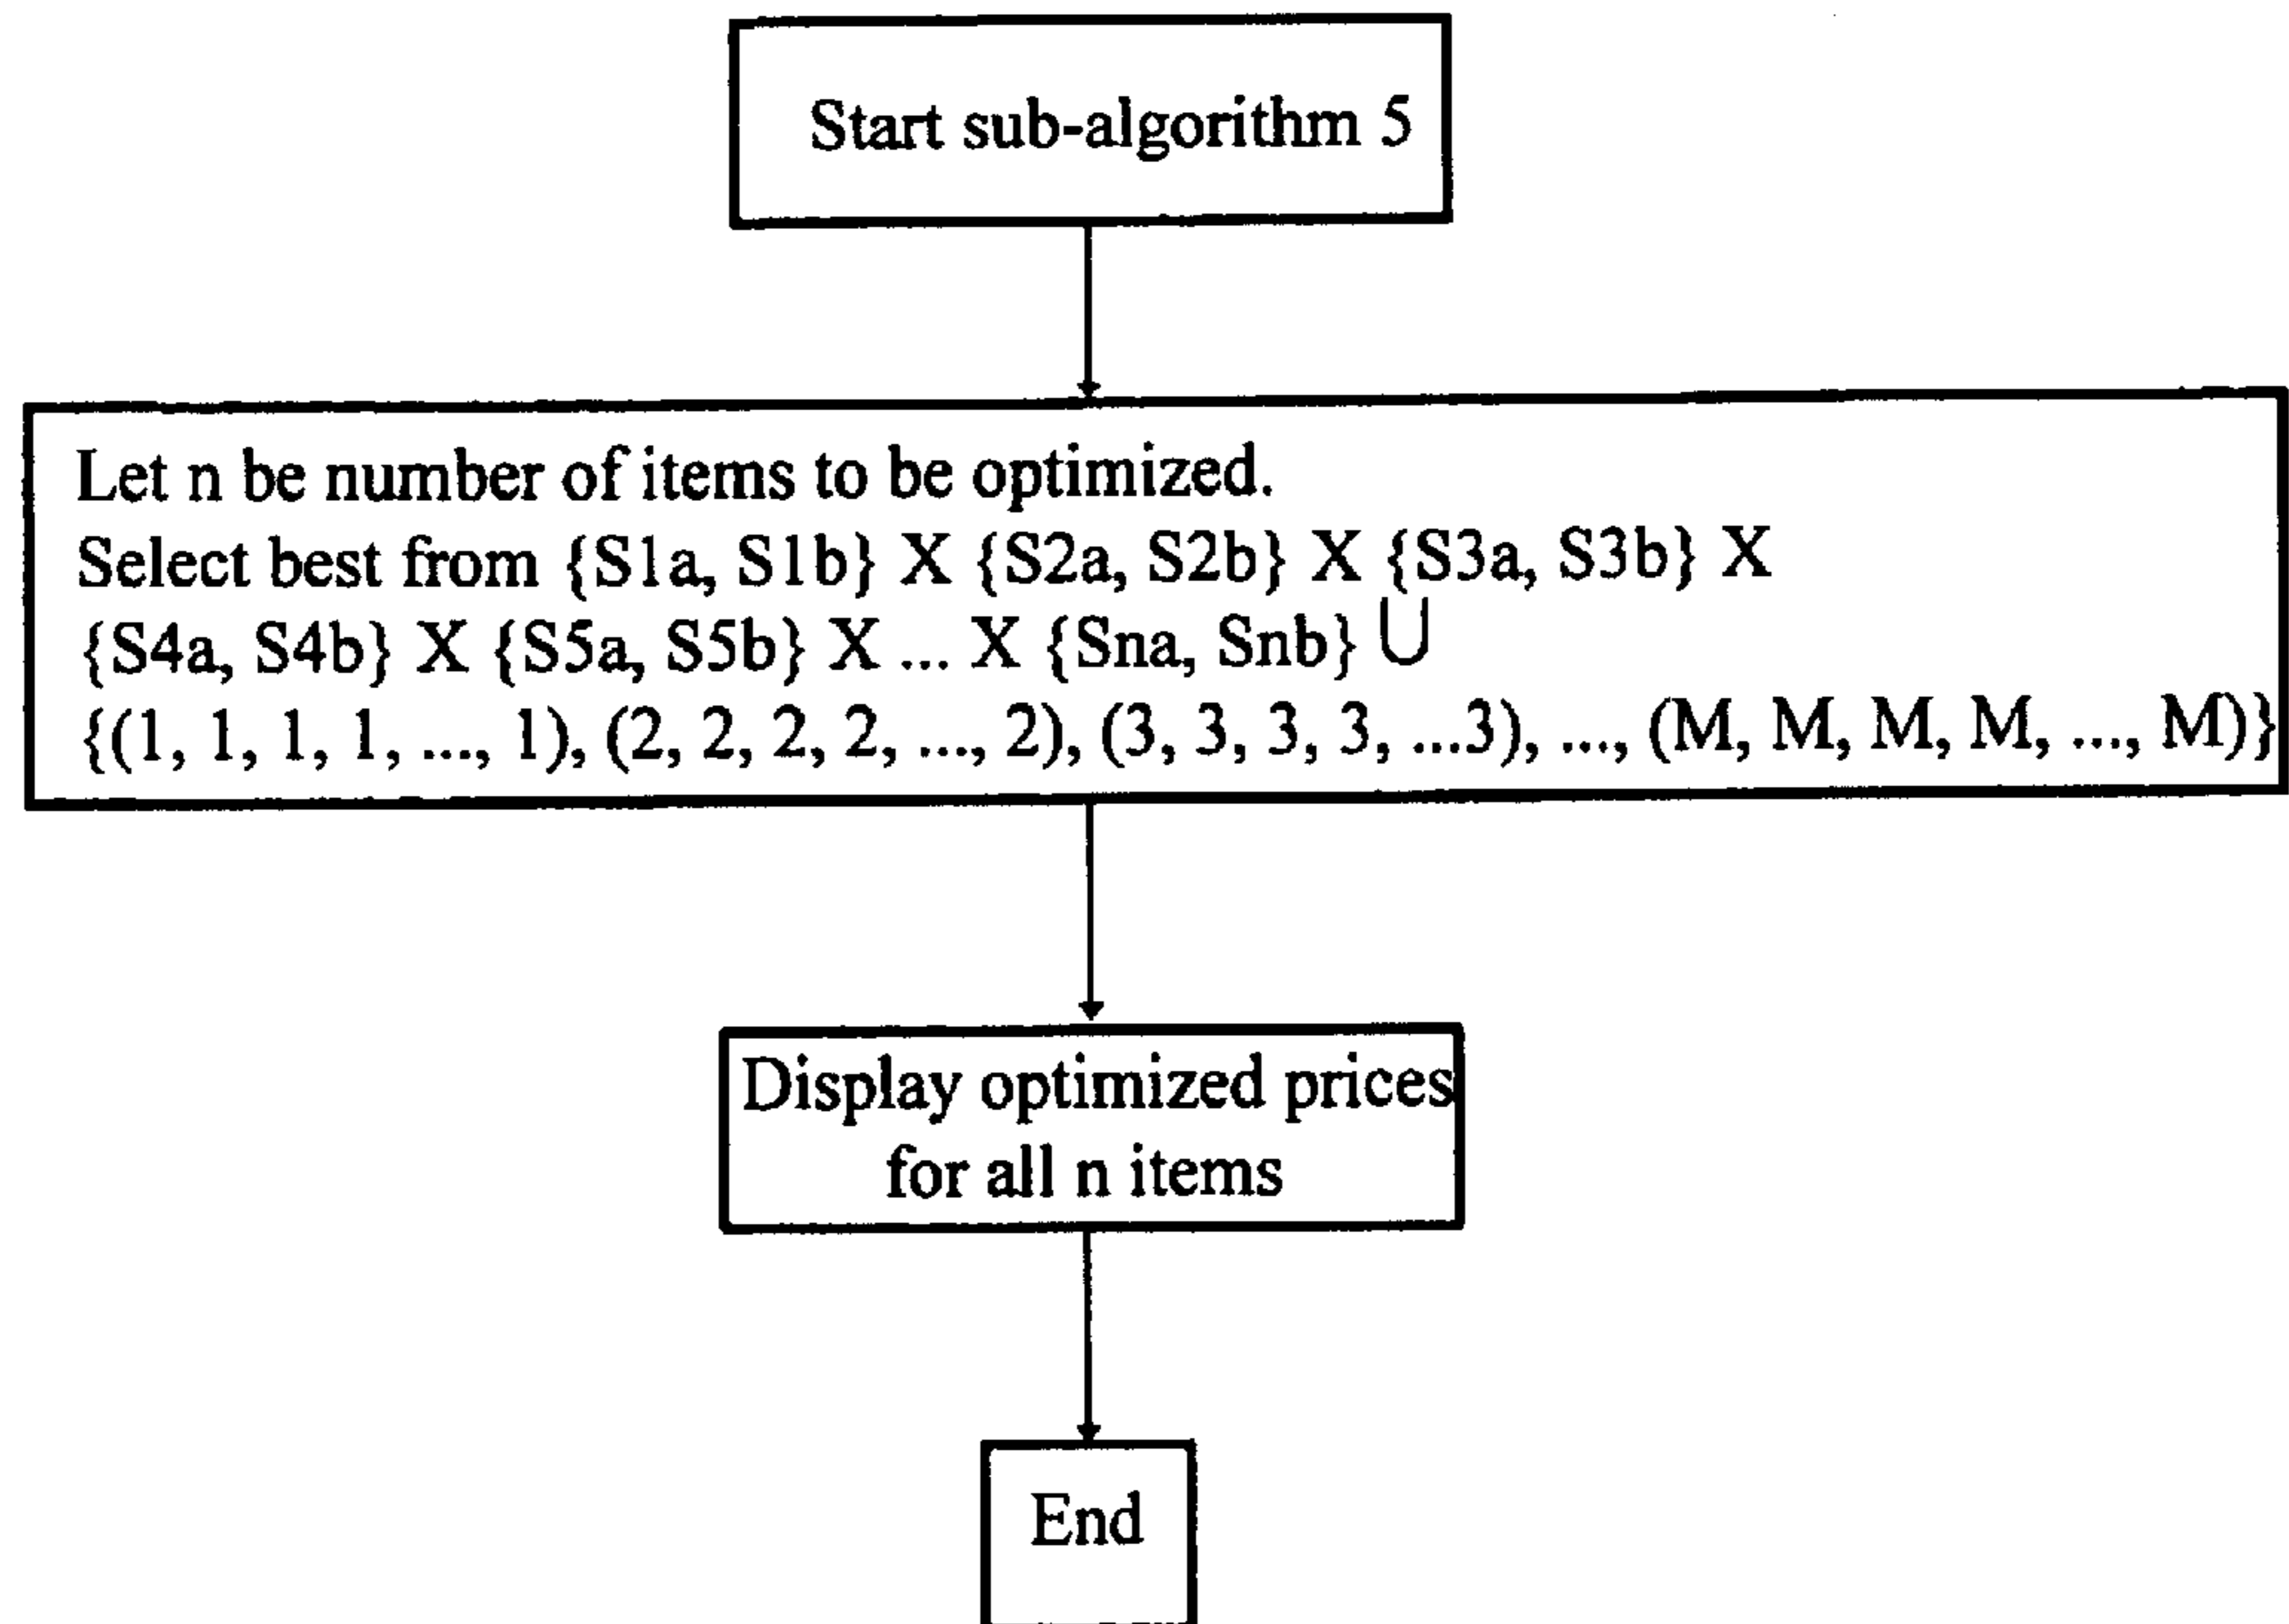 Start sub-algorithm 5
Let n be number of items to be optimized.
Select best from {S1a, S1b} X {S2a, S2b} X {S3a, S3b} X
{S4a, S4b} X {S5a, S5b} X ... X {Sna, Snb} ∪
{(1, 1, 1, 1, ..., 1), (2, 2, 2, 2, ..., 2), (3, 3, 3, 3, ...3), ..., (M, M, M, M, ..., M)}
Display optimized prices
for all n items
End